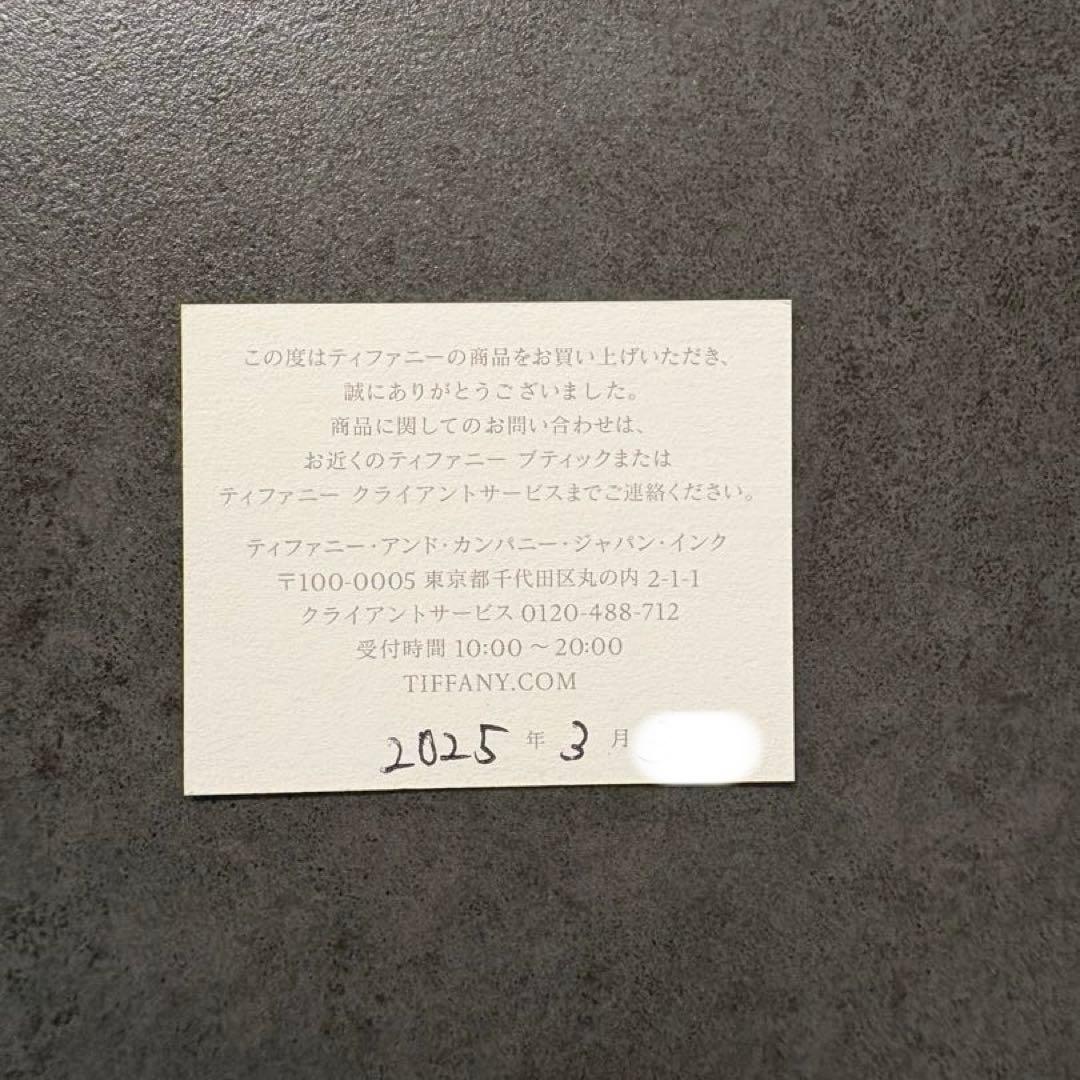 この度はティファニーの商品をお買い上げいただき、
誠にありがとうございました。
商品に関してのお問い合わせは、
お近くのティファニー ブティックまたは
ティファニー クライアントサービスまでご連絡ください。
ティファニー・アンド・カンパニー・ジャパン・インク
〒100-0005 東京都千代田区丸の内 2-1-1
クライアントサービス 0120-488-712
受付時間 10:00 〜 20:00
TIFFANY.COM
2025 年 3 月